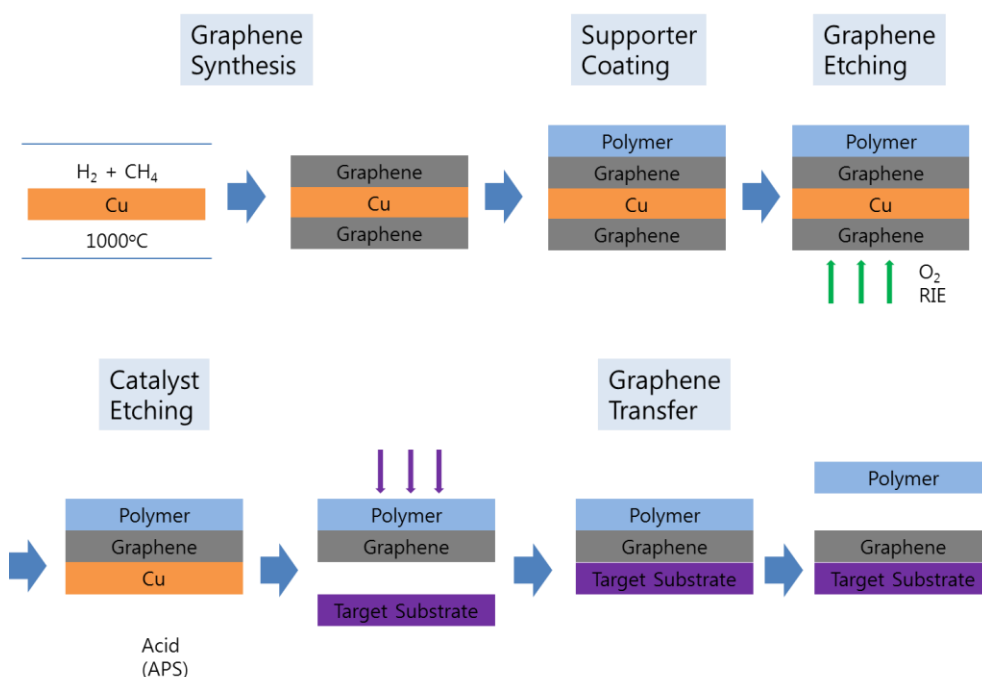 Graphene
Synthesis
Supporter
Coating
Graphene
Etching
H₂ + CH₄
Cu
1000ºC
Graphene
Cu
Graphene
Polymer
Graphene
Cu
Graphene
Polymer
Graphene
Cu
Graphene
O₂
RIE
Catalyst
Etching
Graphene
Transfer
Polymer
Graphene
Cu
Acid
(APS)
Polymer
Graphene
Target Substrate
Polymer
Graphene
Target Substrate
Polymer
Graphene
Target Substrate